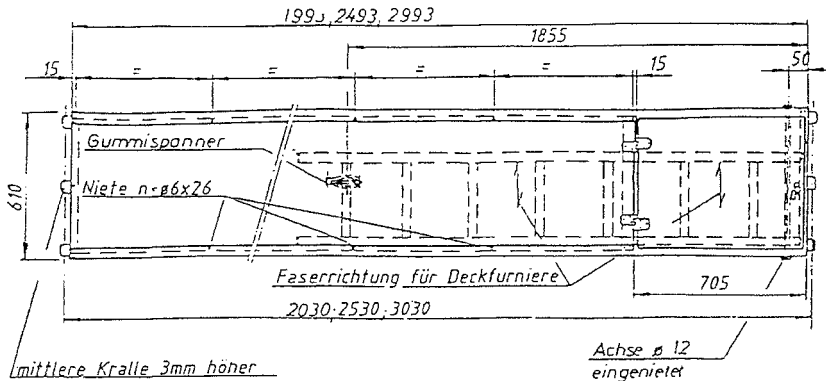 1993, 2493, 2993
1855
15 = = = = 15 50
Gummispanner
610
Niete n·ø6x26
Faserrichtung für Deckfurniere
705
2030·2530·3030
mittlere Kralle 3mm höher
Achse ø 12
eingenietet